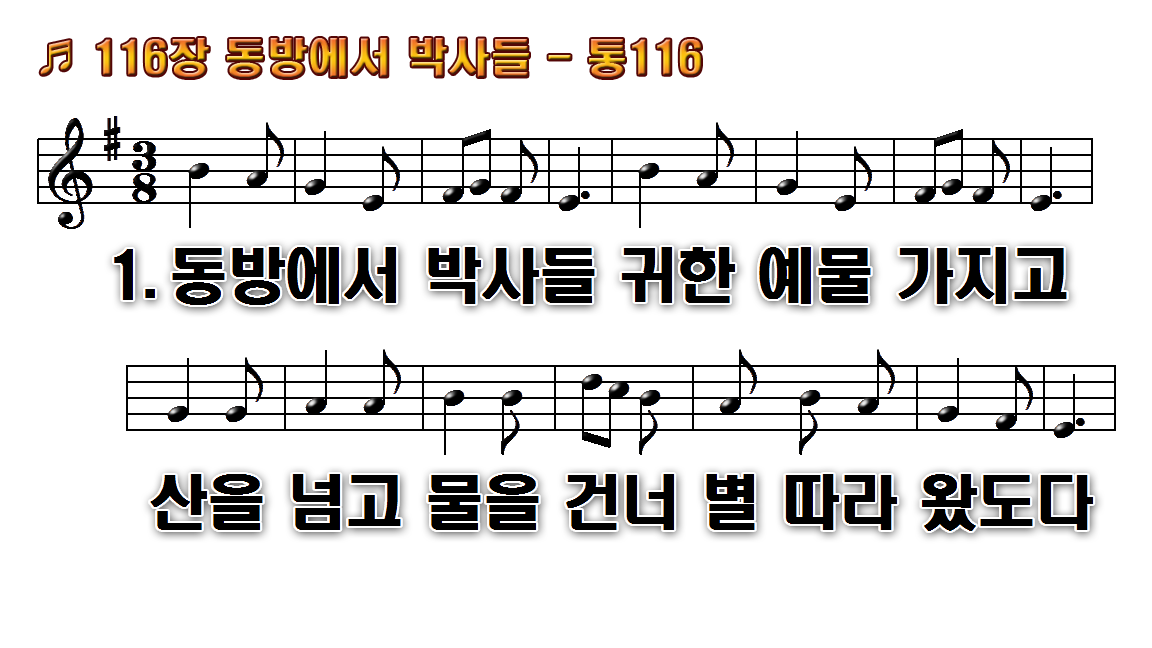 ♬ 116장 동방에서 박사들 - 통116
3
8
1. 동방에서 박사들 귀한 예물 가지고
산을 넘고 물을 건너 별 따라 왔도다